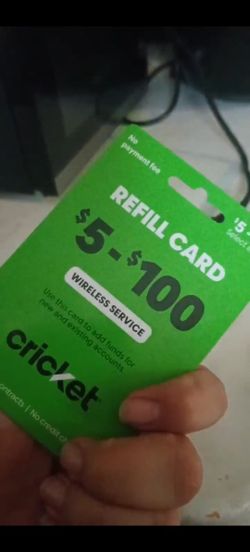 No
payment fee
$5
Select
REFILL CARD
$5-$100
WIRELESS SERVICE
Use this card to add funds for
new and existing accounts
cricket
contracts | No credit